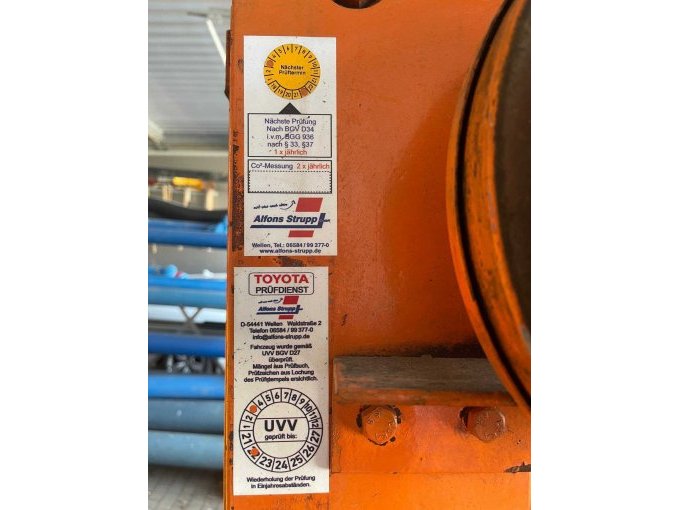 Nächster
Prüftermin
Nächste Prüfung
Nach BGV D34
i.v.m. BGG 936
nach § 33, §37
1 x jährlich
Co²-Messung 2 x jährlich
Alfons Strupp
Wellen, Tel.: 06584 / 99 277-0
www.alfons-strupp.de
TOYOTA
PRÜFDIENST
Alfons Strupp
D-54441 Wellen Waldstraße 2
Telefon 06584 / 99 377-0
info@alfons-strupp.de
Fahrzeug wurde gemäß
UVV BGV D27
überprüft.
Mängel aus Prüfbuch,
Prüfzeichen aus Lochung
des Prüfstempels ersichtlich.
1 2 4 5 6 7 8 9 10 11 12
UVV
geprüft bis:
21 23 24 25 26 27
Wiederholung der Prüfung
in Einjahresabständen.